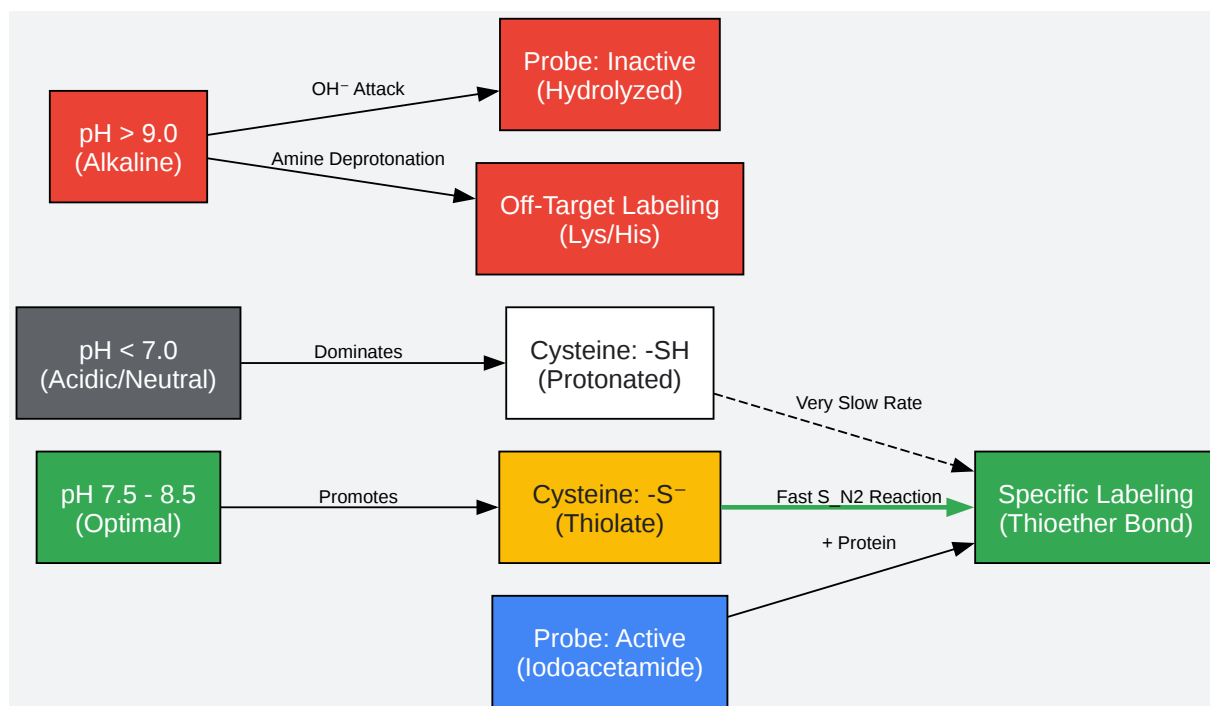 Probe: Inactive
(Hydrolyzed)
OH⁻ Attack
pH > 9.0
(Alkaline)
Amine Deprotonation
Off-Target Labeling
(Lys/His)
pH < 7.0
(Acidic/Neutral)
Dominates
Cysteine: -SH
(Protonated)
Very Slow Rate
pH 7.5 - 8.5
(Optimal)
Promotes
Cysteine: -S⁻
(Thiolate)
Fast S_N2 Reaction
Specific Labeling
(Thioether Bond)
+ Protein
Probe: Active
(Iodoacetamide)